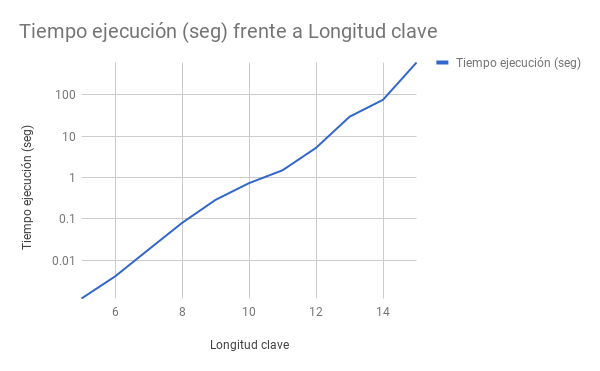 Tiempo ejecución (seg) frente a Longitud clave
Tiempo ejecución (seg)
Tiempo ejecución (seg)
100
10
1
0.1
0.01
6 8 10 12 14
Longitud clave